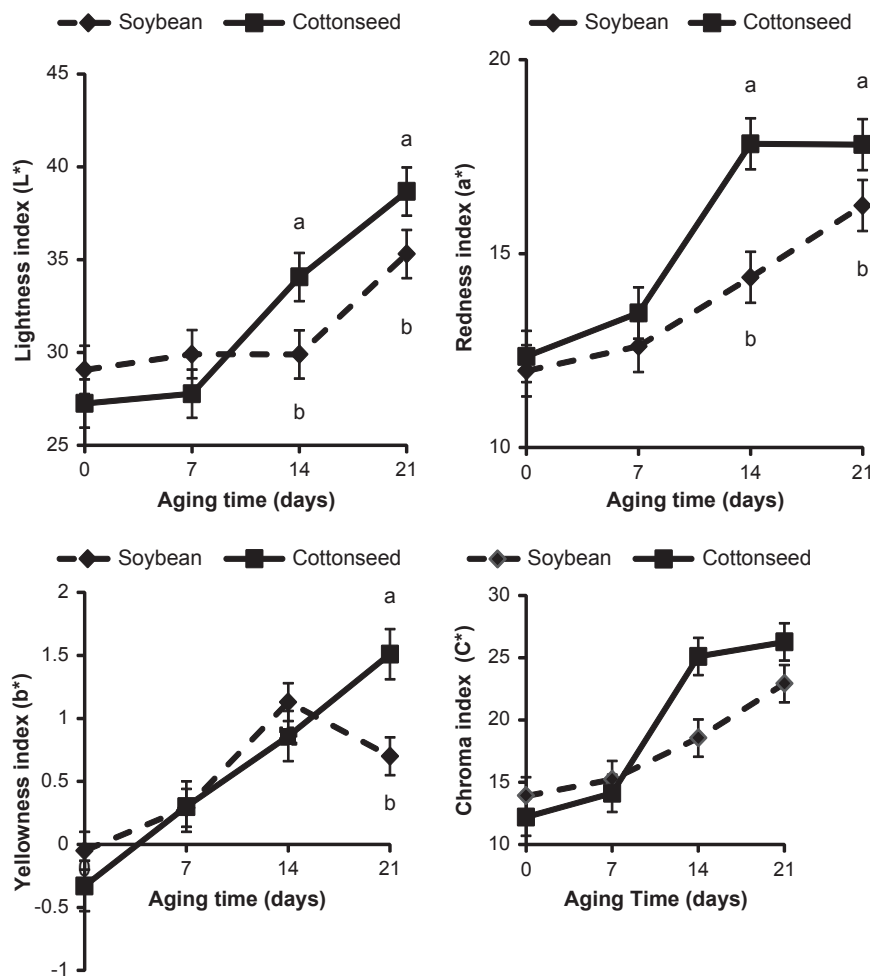 Soybean Cottonseed
45
40
35
30
25
Lightness index (L*)
a
a
b
b
0 7 14 21
Aging time (days)
Soybean Cottonseed
20
15
10
Redness index (a*)
a a
b
b
0 7 14 21
Aging time (days)
Soybean Cottonseed
2
1.5
1
0.5
0
-0.5
-1
Yellowness index (b*)
a
b
0 7 14 21
Aging time (days)
Soybean Cottonseed
30
25
20
14
10
Chroma index (C*)
0 7 14 21
Aging Time (days)